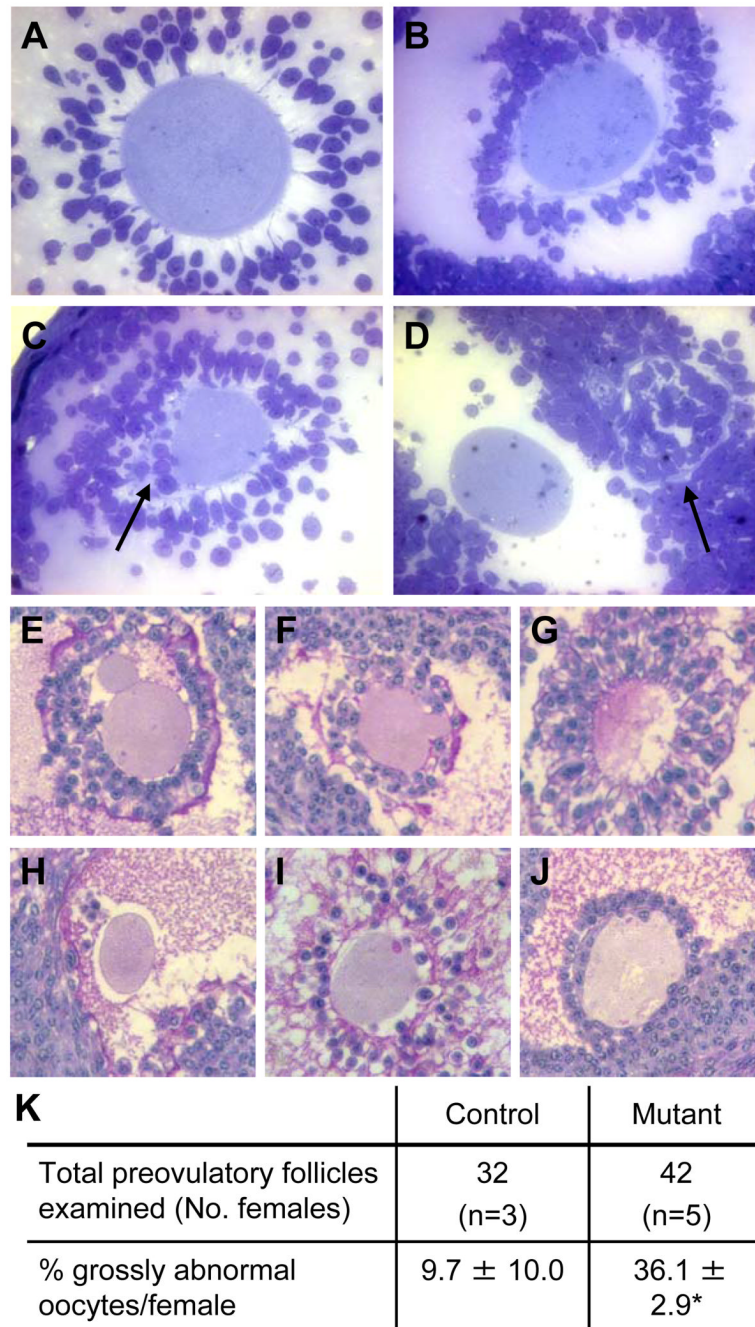 A
B
C
D
E
F
G
H
I
J
K
Control
Mutant
Total preovulatory follicles
examined (No. females)
32
(n=3)
42
(n=5)
% grossly abnormal
oocytes/female
9.7 ± 10.0
36.1 ±
2.9*